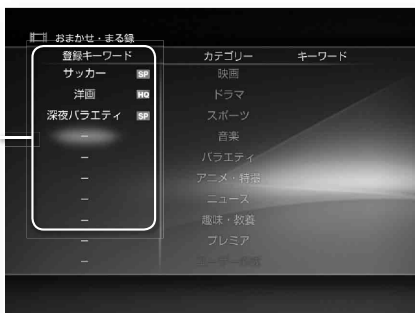 おまかせ・まる録
登録キーワード カテゴリー キーワード
サッカー SP 映画
洋画 HQ ドラマ
深夜バラエティ SP スポーツ
– 音楽
– バラエティ
– アニメ・特撮
– ニュース
– 趣味・教養
– プレミア
–